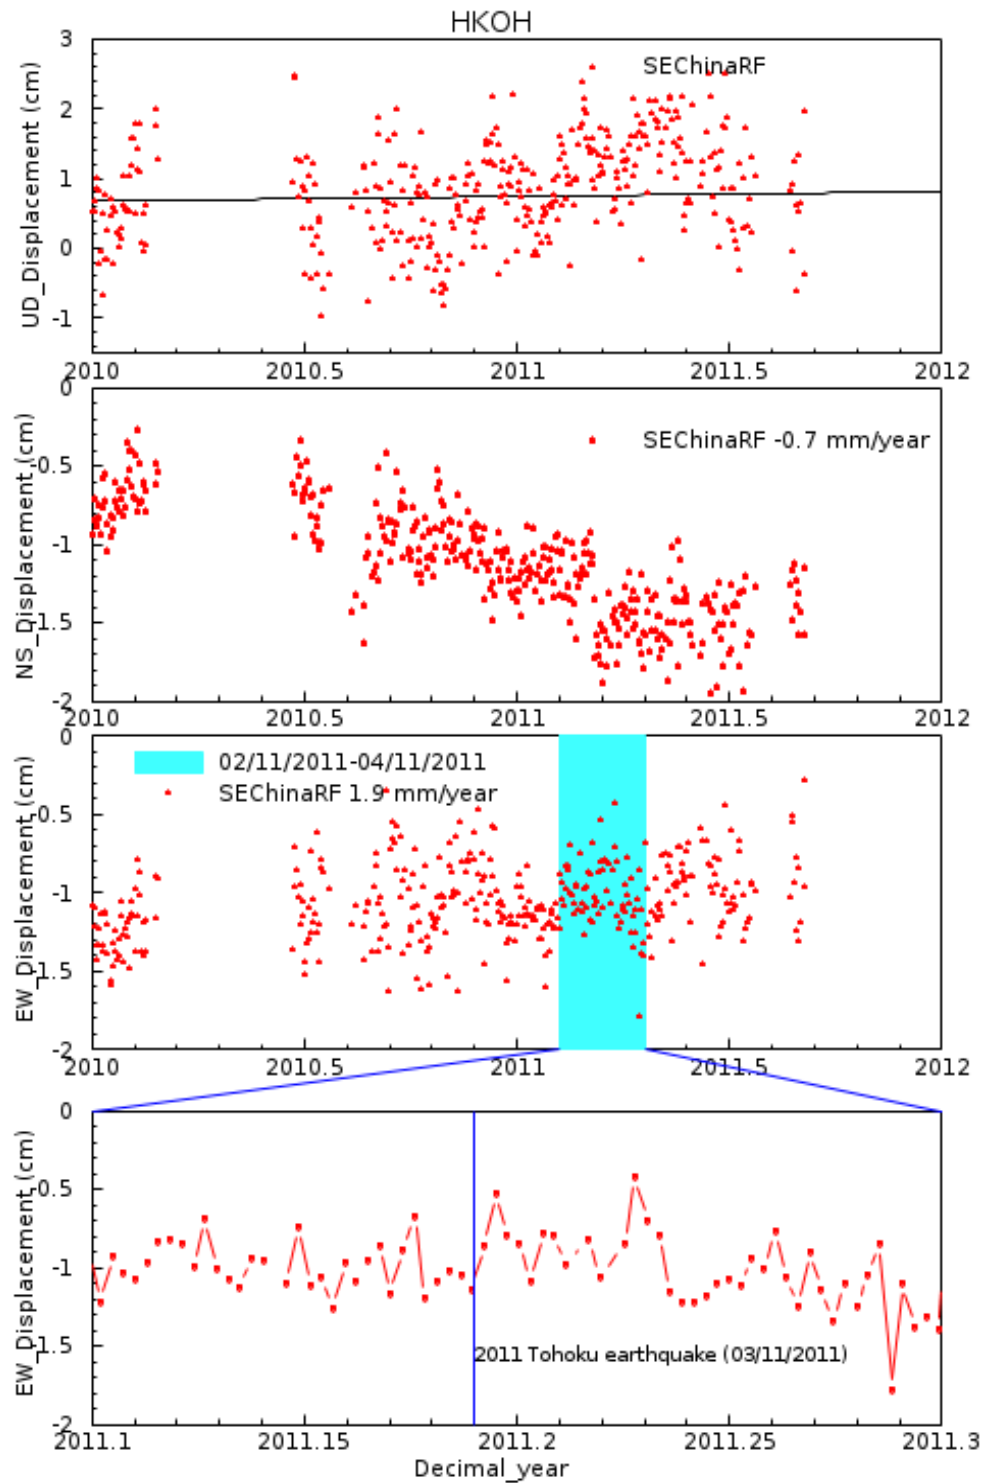 HKOH
UD_Displacement (cm)
3
2
1
0
-1
SEChinaRF
2010 2010.5 2011 2011.5 2012
NS_Displacement (cm)
0
-0.5
-1
-1.5
-2
SEChinaRF -0.7 mm/year
2010 2010.5 2011 2011.5 2012
EW_Displacement (cm)
0
-0.5
-1
-1.5
-2
02/11/2011-04/11/2011
SEChinaRF 1.9 mm/year
2010 2010.5 2011 2011.5 2012
EW_Displacement (cm)
0
-0.5
-1
-1.5
-2
2011 Tohoku earthquake (03/11/2011)
2011.1 2011.15 2011.2 2011.25 2011.3
Decimal_year